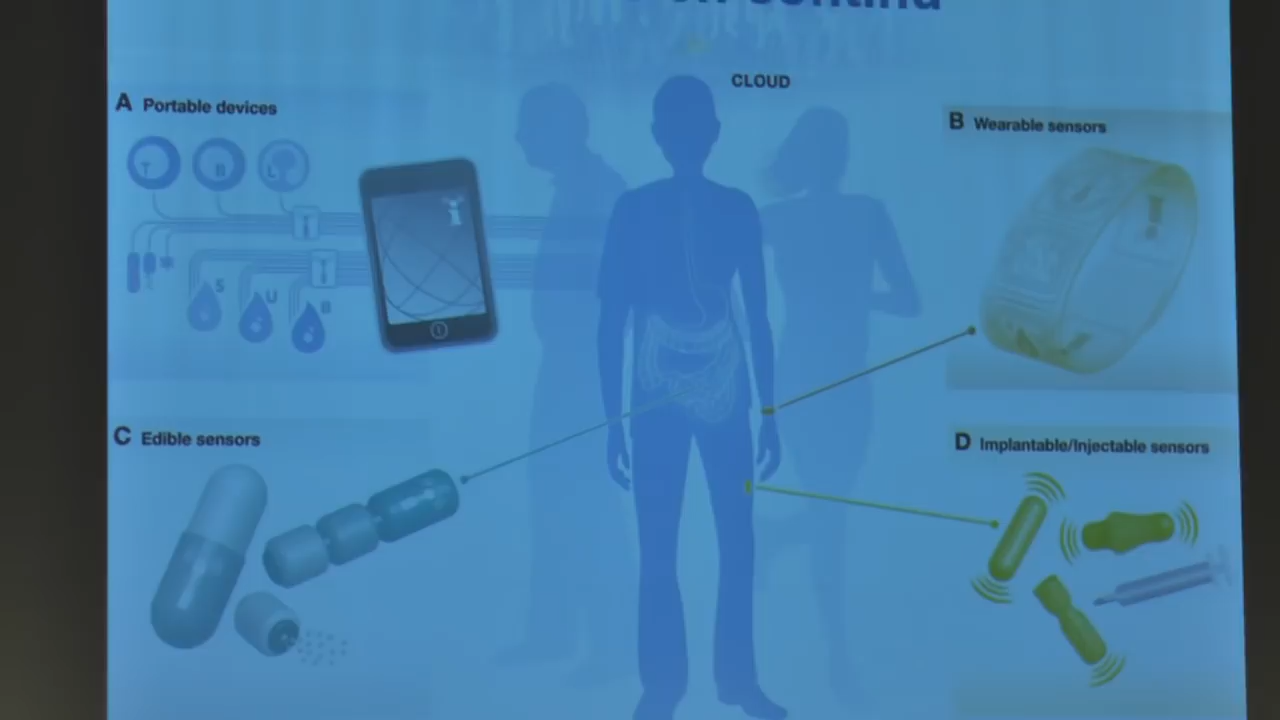 CLOUD
A Portable devices
T B L
S
U
B
B Wearable sensors
C Edible sensors
D Implantable/Injectable sensors